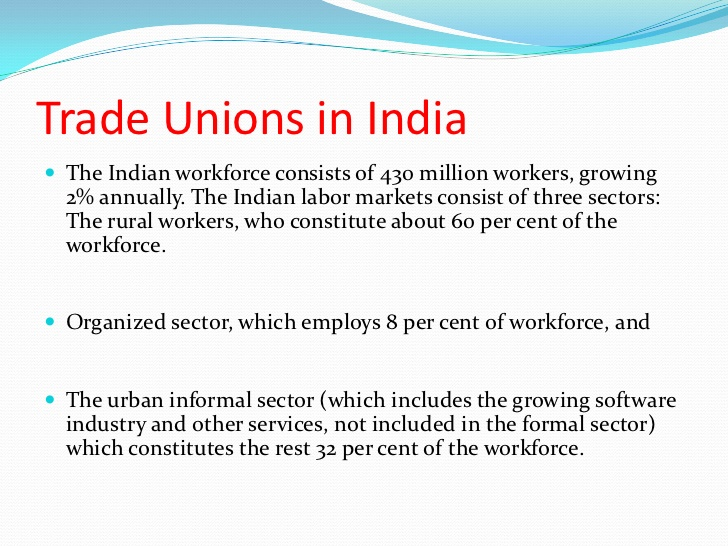 Trade Unions in India
• The Indian workforce consists of 430 million workers, growing
2% annually. The Indian labor markets consist of three sectors:
The rural workers, who constitute about 60 per cent of the
workforce.
• Organized sector, which employs 8 per cent of workforce, and
• The urban informal sector (which includes the growing software
industry and other services, not included in the formal sector)
which constitutes the rest 32 per cent of the workforce.